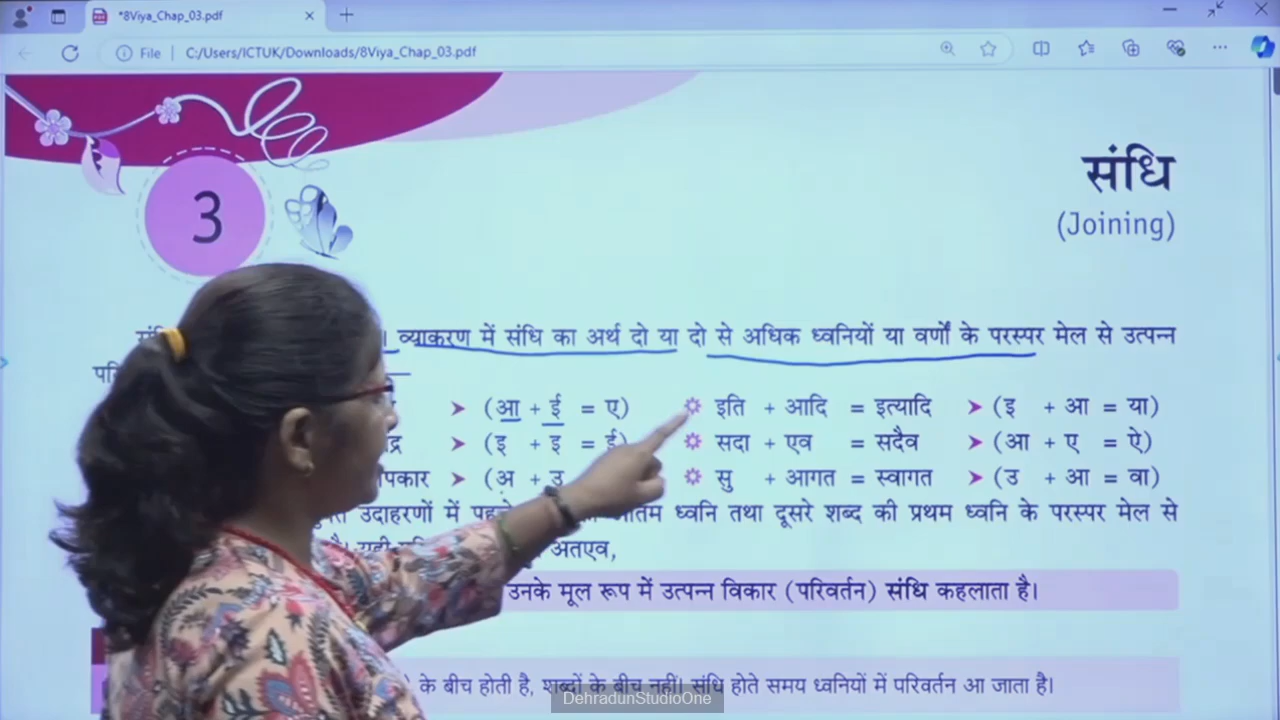 *8Viya_Chap_03.pdf
File | C:/Users/ICTUK/Downloads/8Viya_Chap_03.pdf
3
संधि
(Joining)
। व्याकरण में संधि का अर्थ दो या दो से अधिक ध्वनियों या वर्णों के परस्पर मेल से उत्पन्न
(आ + ई = ए) इति + आदि = इत्यादि (इ + आ = या)
(इ + इ = ई) सदा + एव = सदैव (आ + ए = ऐ)
(अ + उ सु + आगत = स्वागत (उ + आ = वा)
उदाहरणों में ध्वनि तथा दूसरे शब्द की प्रथम ध्वनि के परस्पर मेल से
अतएव,
उनके मूल रूप में उत्पन्न विकार (परिवर्तन) संधि कहलाता है।
के बीच होती है, शब्दों के बीच नहीं। संधि होते समय ध्वनियों में परिवर्तन आ जाता है।
DehradunStudioOne